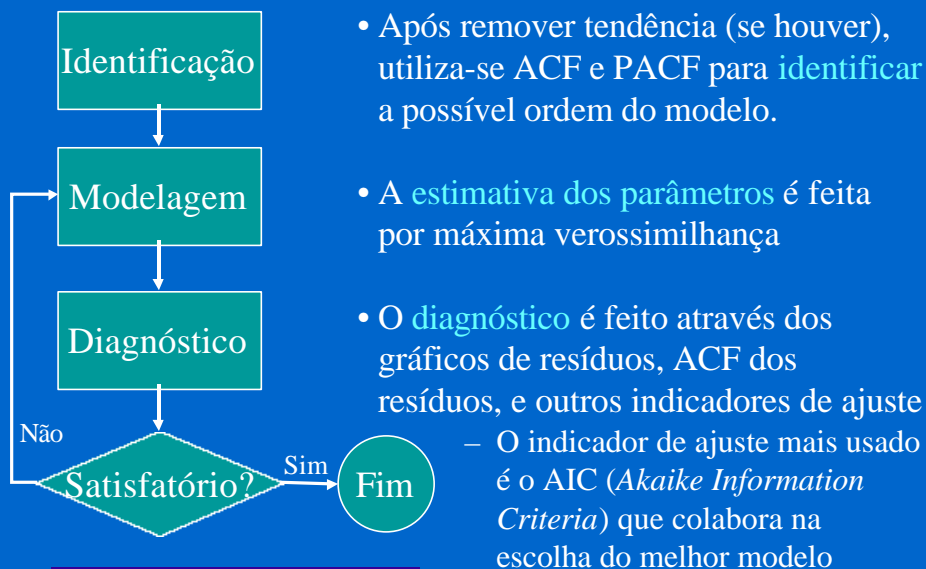 Identificação
Modelagem
Diagnóstico
Não
Satisfatório?
Sim
Fim
• Após remover tendência (se houver),
utiliza-se ACF e PACF para identificar
a possível ordem do modelo.
• A estimativa dos parâmetros é feita
por máxima verossimilhança
• O diagnóstico é feito através dos
gráficos de resíduos, ACF dos
resíduos, e outros indicadores de ajuste
– O indicador de ajuste mais usado
é o AIC (Akaike Information
Criteria) que colabora na
escolha do melhor modelo